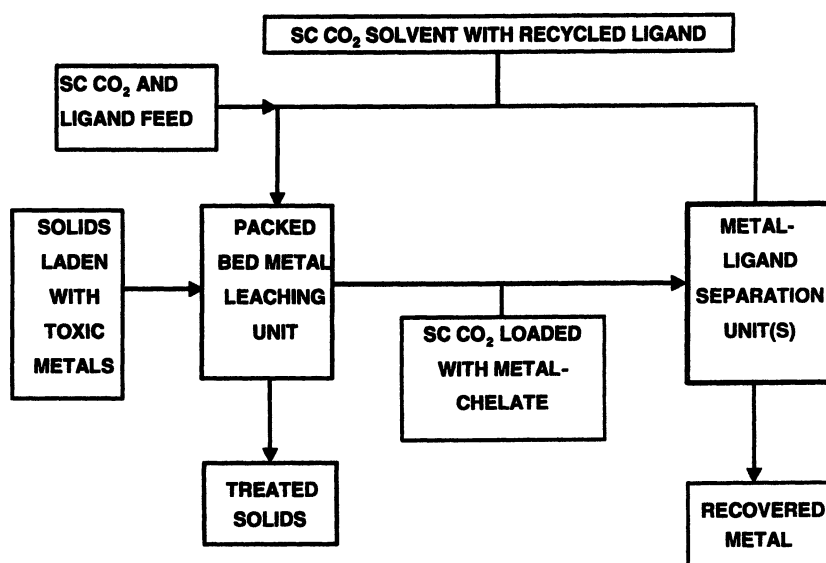 SC CO₂ SOLVENT WITH RECYCLED LIGAND
SC CO₂ AND
LIGAND FEED
SOLIDS
LADEN
WITH
TOXIC
METALS
PACKED
BED METAL
LEACHING
UNIT
METAL-
LIGAND
SEPARATION
UNIT(S)
SC CO₂ LOADED
WITH METAL-
CHELATE
TREATED
SOLIDS
RECOVERED
METAL